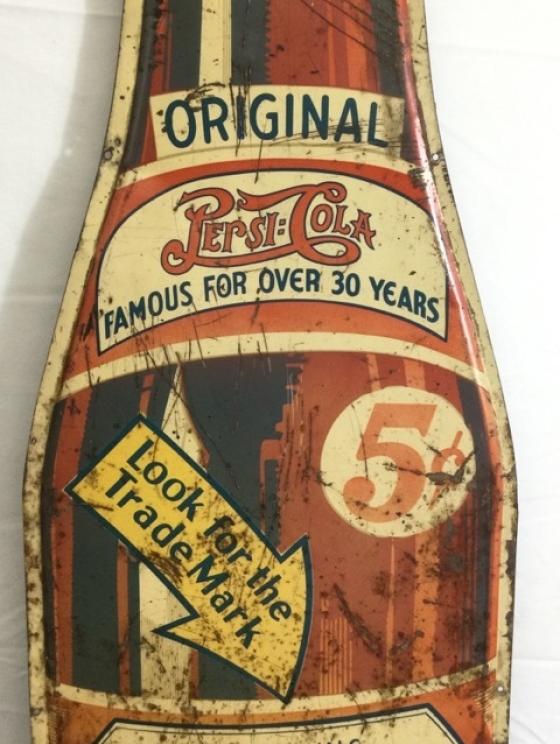 ORIGINAL
PEPSI:COLA
FAMOUS FOR OVER 30 YEARS
5¢
Look for the
Trade Mark